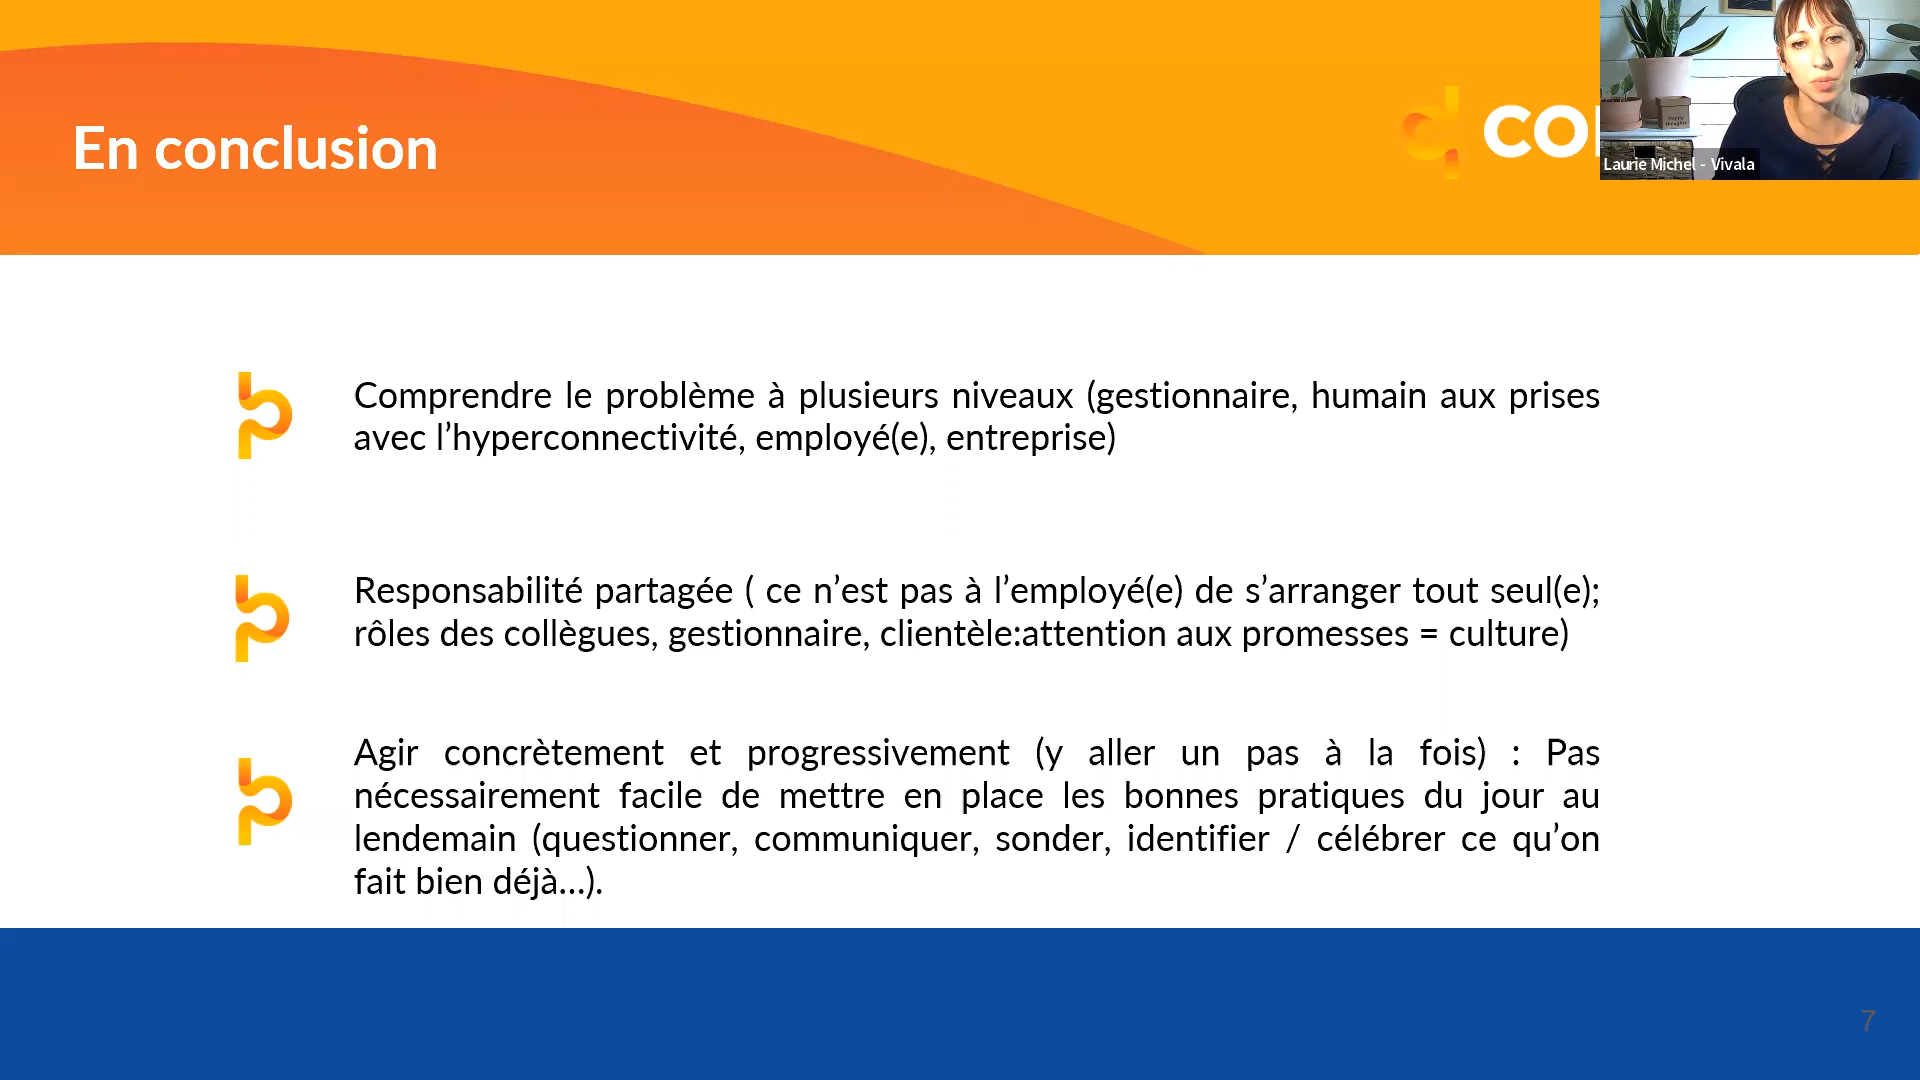 En conclusion
Laurie Michel - Vivala
Comprendre le problème à plusieurs niveaux (gestionnaire, humain aux prises
avec l’hyperconnectivité, employé(e), entreprise)
Responsabilité partagée ( ce n’est pas à l’employé(e) de s’arranger tout seul(e);
rôles des collègues, gestionnaire, clientèle:attention aux promesses = culture)
Agir concrètement et progressivement (y aller un pas à la fois) : Pas
nécessairement facile de mettre en place les bonnes pratiques du jour au
lendemain (questionner, communiquer, sonder, identifier / célébrer ce qu’on
fait bien déjà...).
7